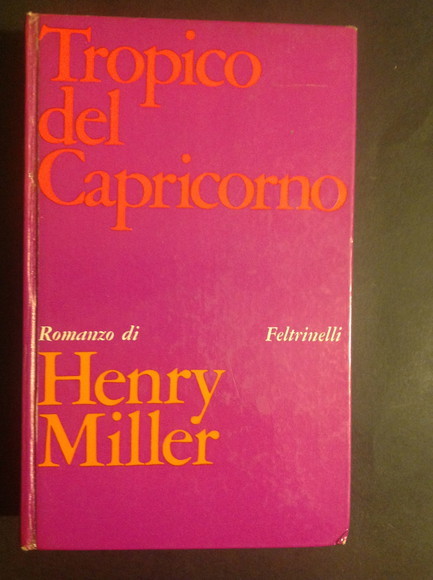 Tropico
del
Capricorno
Romanzo di Feltrinelli
Henry
Miller